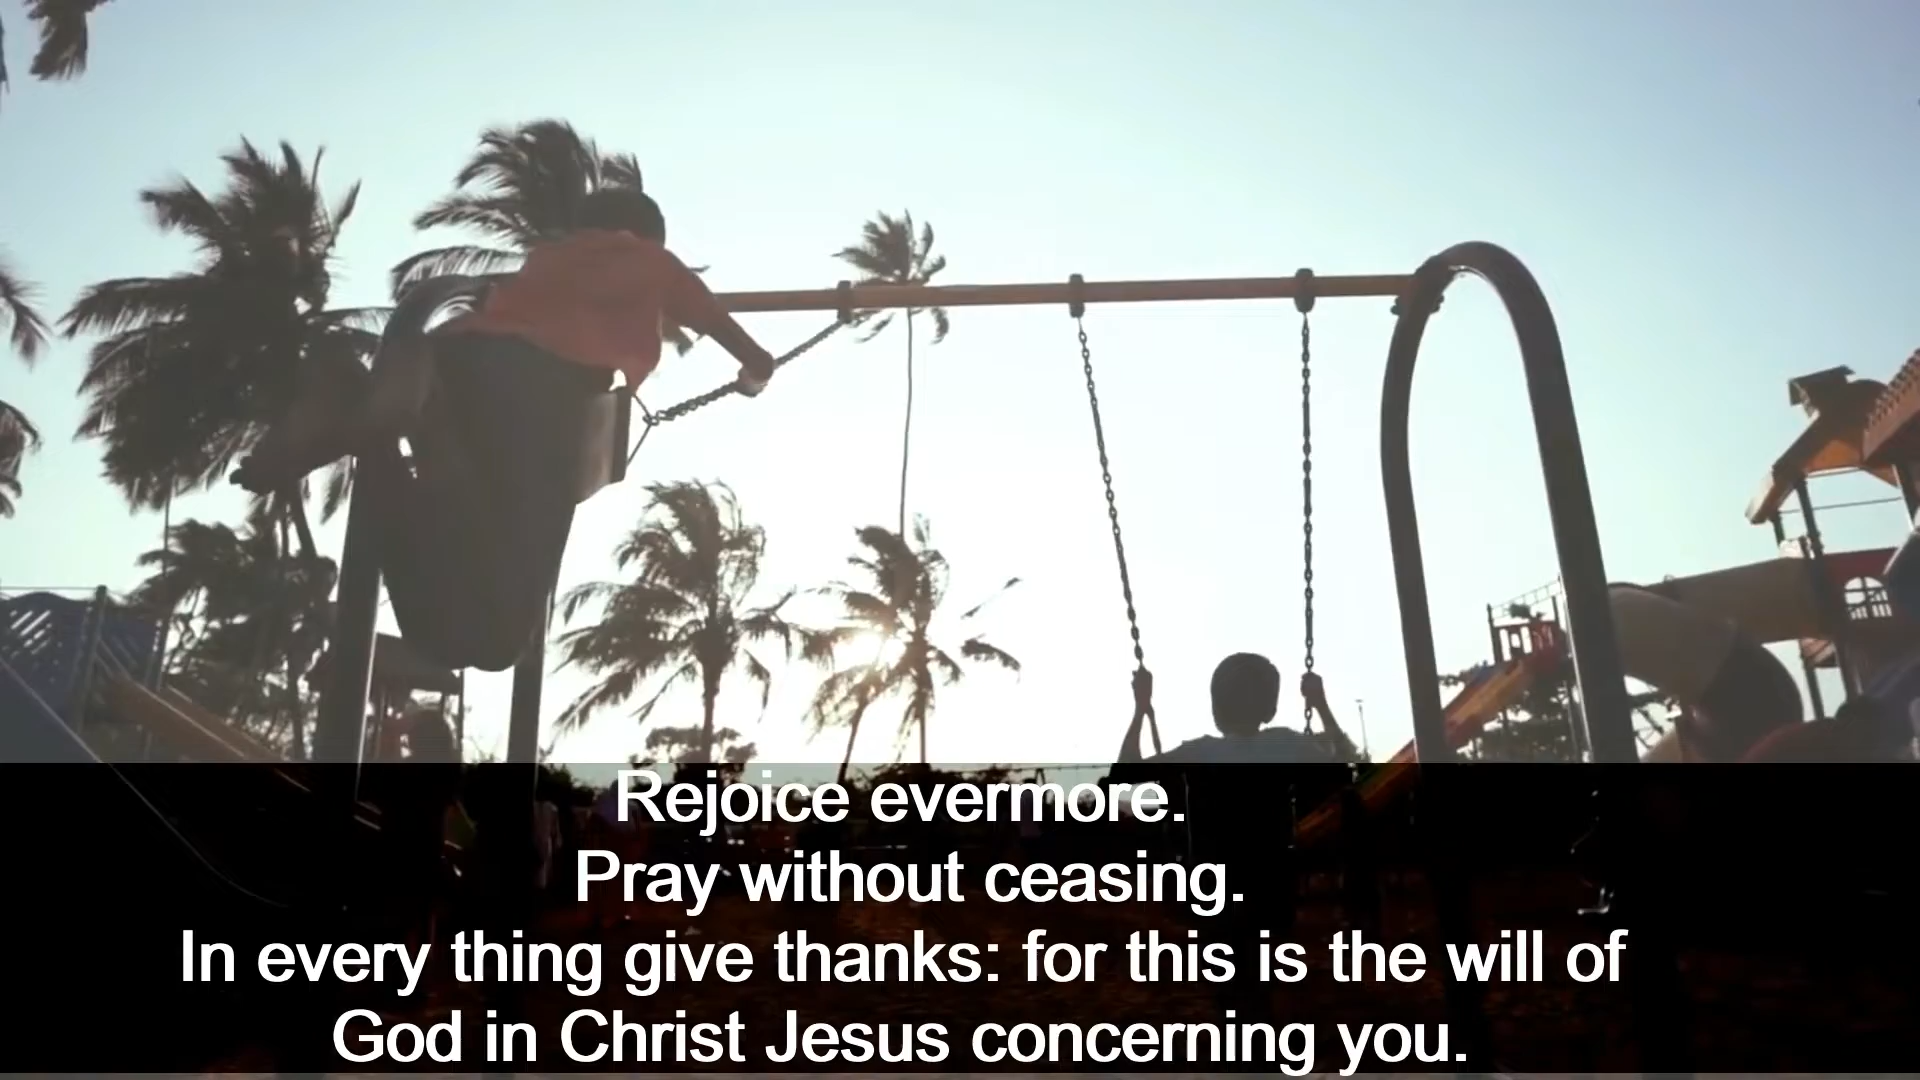 Rejoice evermore.
Pray without ceasing.
In every thing give thanks: for this is the will of
God in Christ Jesus concerning you.